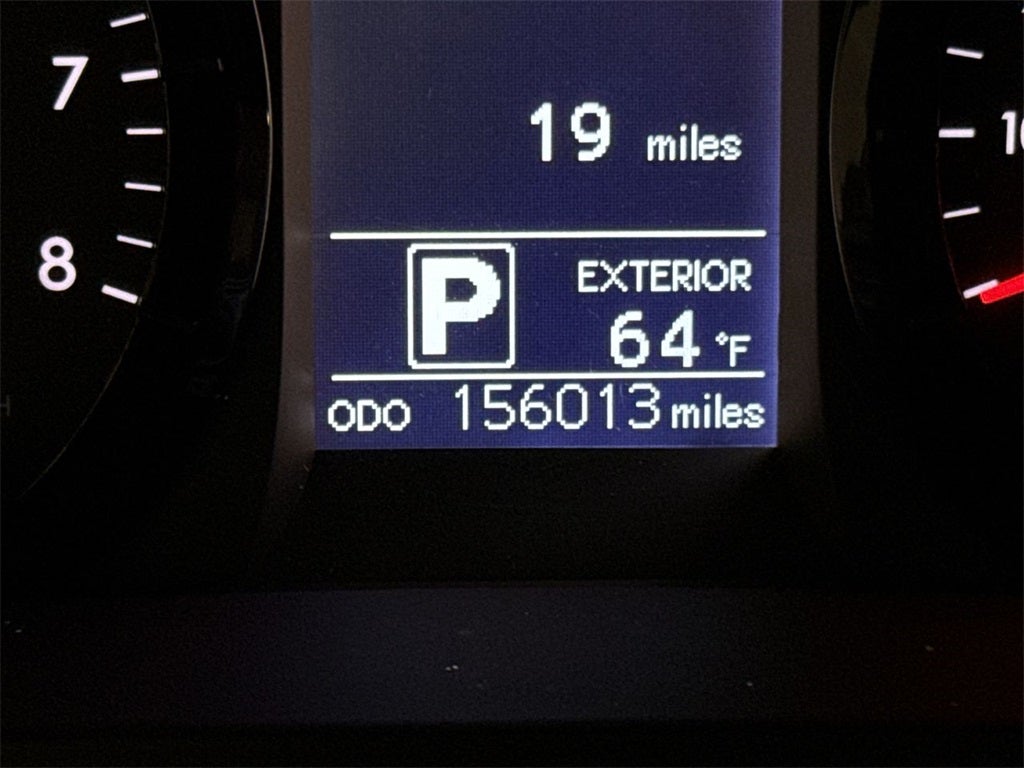 7
8
19 miles
P
EXTERIOR
64 °F
ODO 156013 miles